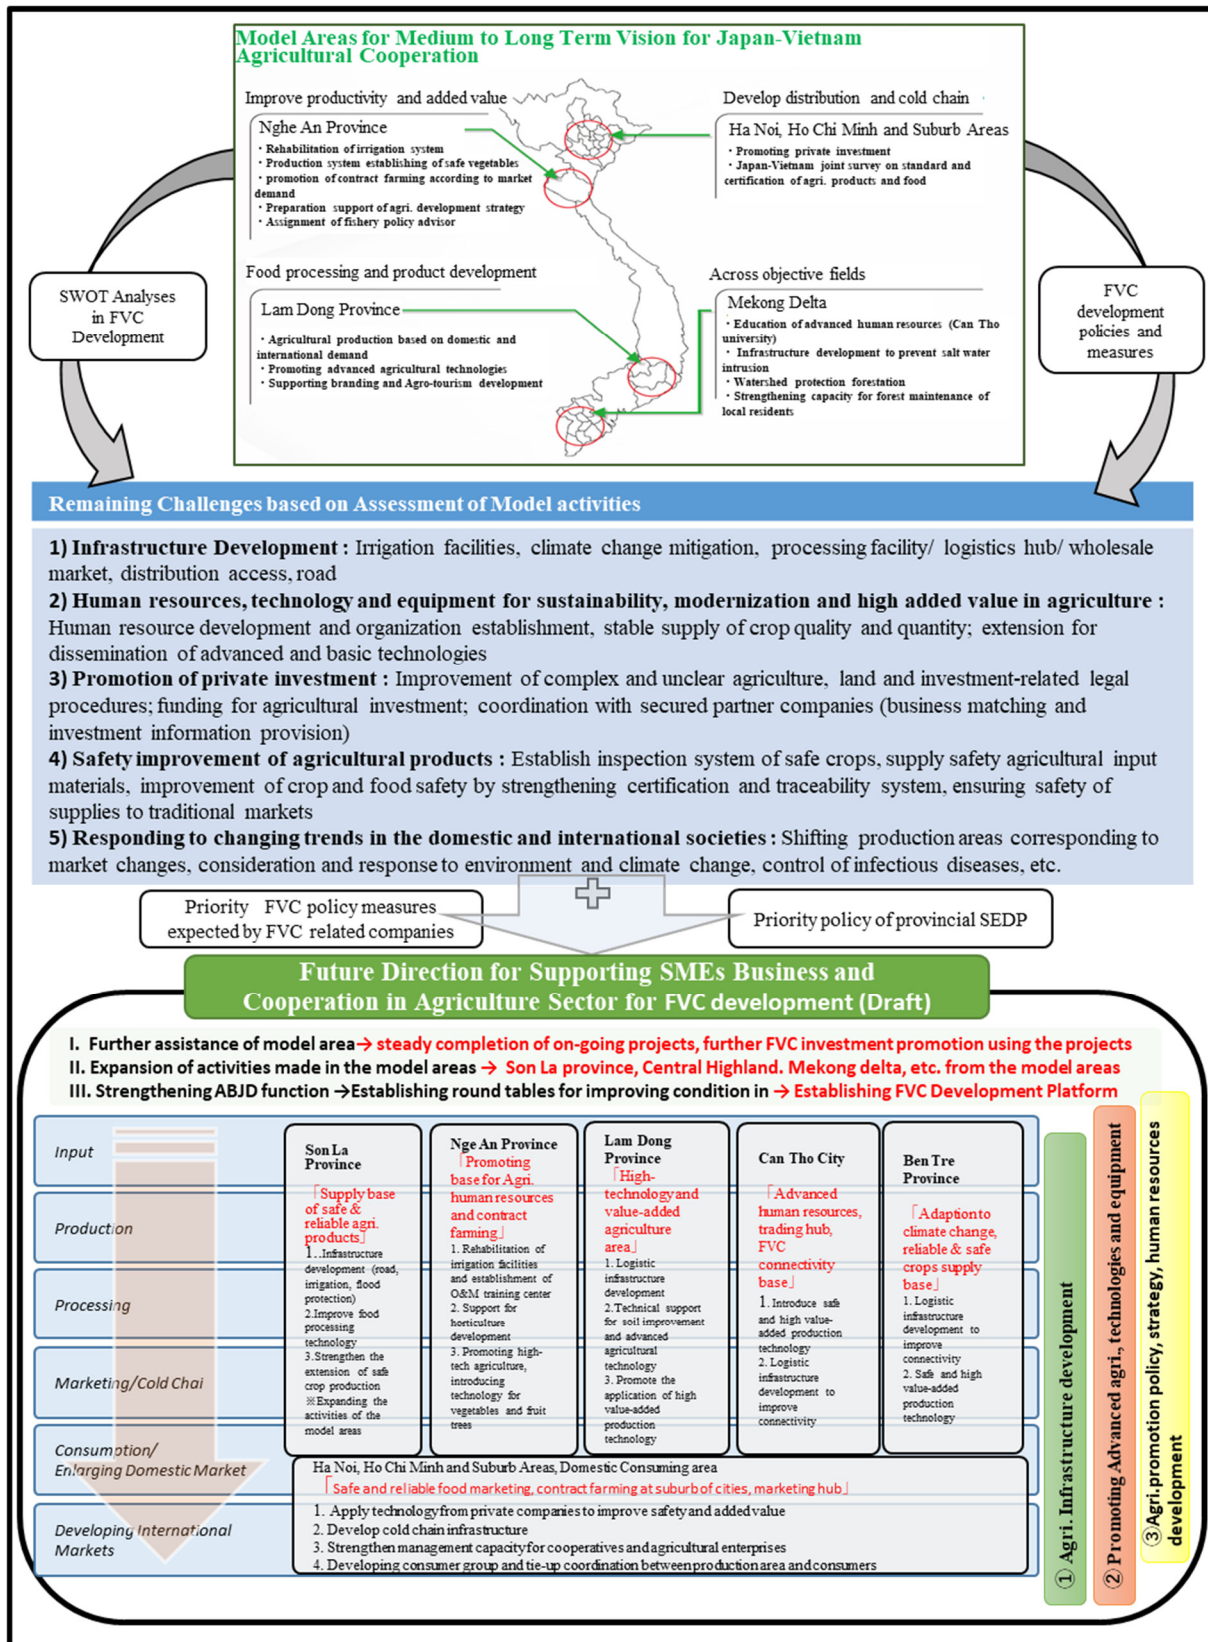 Model Areas for Medium to Long Term Vision for Japan-Vietnam
Agricultural Cooperation
Improve productivity and added value
Nghe An Province
・Rehabilitation of irrigation system
・Production system establishing of safe vegetables
・promotion of contract farming according to market
demand
・Preparation support of agri. development strategy
・Assignment of fishery policy advisor
Develop distribution and cold chain
Ha Noi, Ho Chi Minh and Suburb Areas
・Promoting private investment
・Japan-Vietnam joint survey on standard and
certification of agri. products and food
Food processing and product development
Lam Dong Province
・Agricultural production based on domestic and
international demand
・Promoting advanced agricultural technologies
・Supporting branding and Agro-tourism development
Across objective fields
Mekong Delta
・Education of advanced human resources (Can Tho
university)
・Infrastructure development to prevent salt water
intrusion
・Watershed protection forestation
・Strengthening capacity for forest maintenance of
local residents
SWOT Analyses
in FVC
Development
FVC
development
policies and
measures
Remaining Challenges based on Assessment of Model activities
1) Infrastructure Development : Irrigation facilities, climate change mitigation, processing facility/ logistics hub/ wholesale
market, distribution access, road
2) Human resources, technology and equipment for sustainability, modernization and high added value in agriculture :
Human resource development and organization establishment, stable supply of crop quality and quantity; extension for
dissemination of advanced and basic technologies
3) Promotion of private investment : Improvement of complex and unclear agriculture, land and investment-related legal
procedures; funding for agricultural investment; coordination with secured partner companies (business matching and
investment information provision)
4) Safety improvement of agricultural products : Establish inspection system of safe crops, supply safety agricultural input
materials, improvement of crop and food safety by strengthening certification and traceability system, ensuring safety of
supplies to traditional markets
5) Responding to changing trends in the domestic and international societies : Shifting production areas corresponding to
market changes, consideration and response to environment and climate change, control of infectious diseases, etc.
Priority FVC policy measures
expected by FVC related companies
Priority policy of provincial SEDP
Future Direction for Supporting SMEs Business and
Cooperation in Agriculture Sector for FVC development (Draft)
I. Further assistance of model area→ steady completion of on-going projects, further FVC investment promotion using the projects
II. Expansion of activities made in the model areas → Son La province, Central Highland. Mekong delta, etc. from the model areas
III. Strengthening ABJD function →Establishing round tables for improving condition in → Establishing FVC Development Platform
Input
Production
Processing
Marketing/Cold Chai
Consumption/
Enlarging Domestic Market
Developing International
Markets
Son La
Province
「Supply base
of safe &
reliable agri.
products」
1..Infrastructure
development (road,
irrigation, flood
protection)
2.Improve food
processing
technology
3.Strengthen the
extension of safe
crop production
※Expanding the
activities of the
model areas
Nge An Province
「Promoting
base for Agri.
human resources
and contract
farming」
1. Rehabilitation of
irrigation facilities
and establishment of
O&M training center
2. Support for
horticulture
development
3. Promoting high-
tech agriculture,
introducing
technology for
vegetables and fruit
trees
Lam Dong
Province
「High-
technology and
value-added
agriculture
area」
1. Logistic
infrastructure
development
2.Technical support
for soil improvement
and advanced
agricultural
technology
3. Promote the
application of high
value-added
production
technology
Can Tho City
「Advanced
human resources,
trading hub,
FVC
connectivity
base」
1. Introduce safe
and high value-
added production
technology
2. Logistic
infrastructure
development to
improve
connectivity
Ben Tre
Province
「Adaption to
climate change,
reliable & safe
crops supply
base」
1. Logistic
infrastructure
development to
improve
connectivity
2. Safe and high
value-added
production
technology
Ha Noi, Ho Chi Minh and Suburb Areas, Domestic Consuming area
「Safe and reliable food marketing, contract farming at suburb of cities, marketing hub」
1. Apply technology from private companies to improve safety and added value
2. Develop cold chain infrastructure
3. Strengthen management capacity for cooperatives and agricultural enterprises
4. Developing consumer group and tie-up coordination between production area and consumers
① Agri. Infrastructure development
② Promoting Advanced agri., technologies and equipment
③Agri.promotion policy, strategy, human resources
development